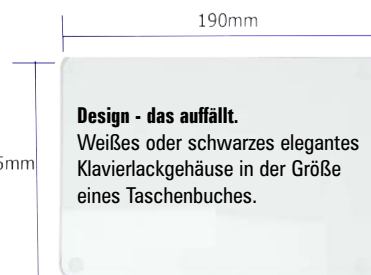 190mm
Design - das auffällt.
Weißes oder schwarzes elegantes
5mm
Klavierlackgehäuse in der Größe
eines Taschenbuches.